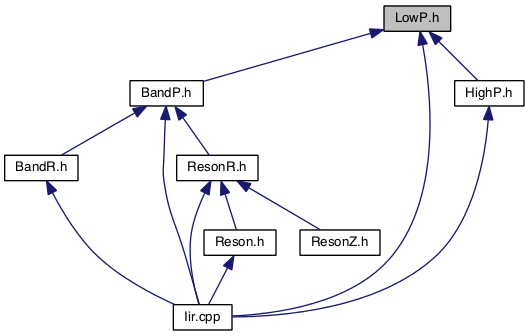 LowP.h
BandP.h
HighP.h
BandR.h
ResonR.h
Reson.h
ResonZ.h
Iir.cpp